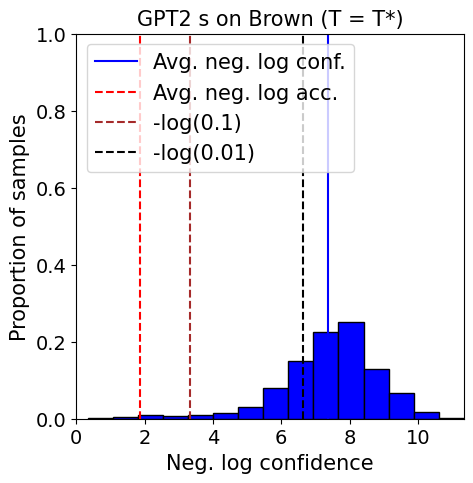 GPT2 s on Brown (T = T*)
1.0
0.8
0.6
0.4
0.2
0.0
Proportion of samples
Avg. neg. log conf.
Avg. neg. log acc.
-log(0.1)
-log(0.01)
0 2 4 6 8 10
Neg. log confidence